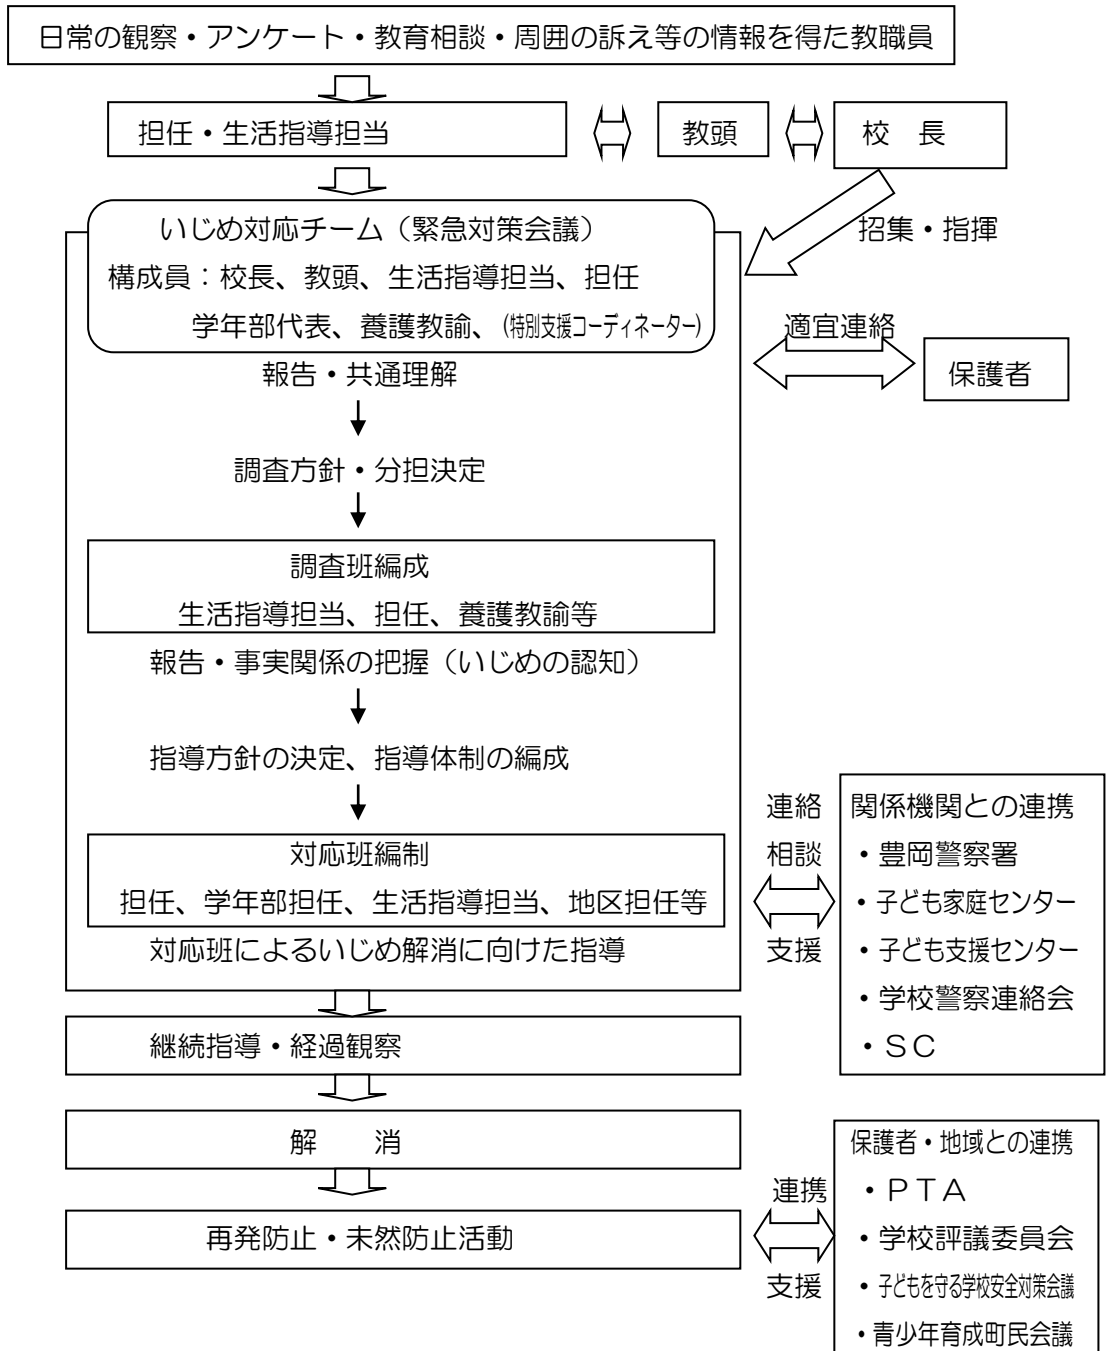 日常の観察・アンケート・教育相談・周囲の訴え等の情報を得た教職員
担任・生活指導担当
教頭
校　長
招集・指揮
いじめ対応チーム（緊急対策会議）
構成員：校長、教頭、生活指導担当、担任
学年部代表、養護教諭、(特別支援コーディネーター)
適宜連絡
保護者
報告・共通理解
調査方針・分担決定
調査班編成
生活指導担当、担任、養護教諭等
報告・事実関係の把握（いじめの認知）
指導方針の決定、指導体制の編成
対応班編制
担任、学年部担任、生活指導担当、地区担任等
対応班によるいじめ解消に向けた指導
連絡
相談
支援
関係機関との連携
・豊岡警察署
・子ども家庭センター
・子ども支援センター
・学校警察連絡会
・ＳＣ
継続指導・経過観察
解　　消
再発防止・未然防止活動
連携
支援
保護者・地域との連携
・ＰＴＡ
・学校評議委員会
・子どもを守る学校安全対策会議
・青少年育成町民会議